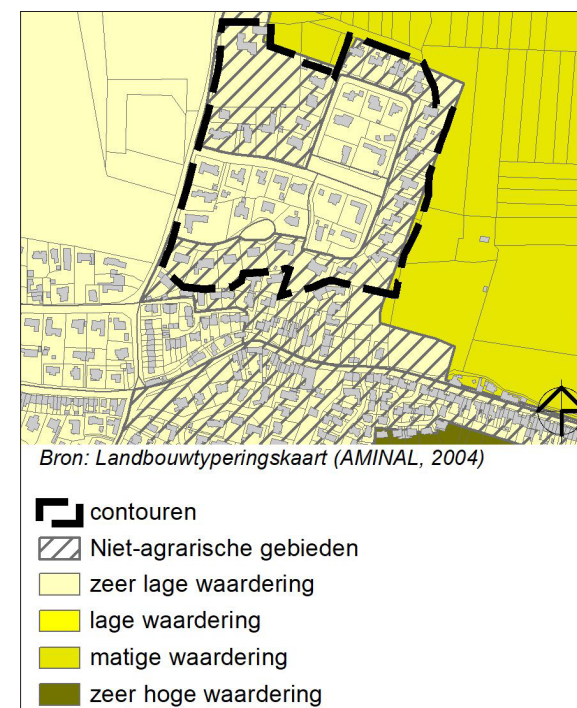 Bron: Landbouwtyperingskaart (AMINAL, 2004)
contouren
Niet-agrarische gebieden
zeer lage waardering
lage waardering
matige waardering
zeer hoge waardering